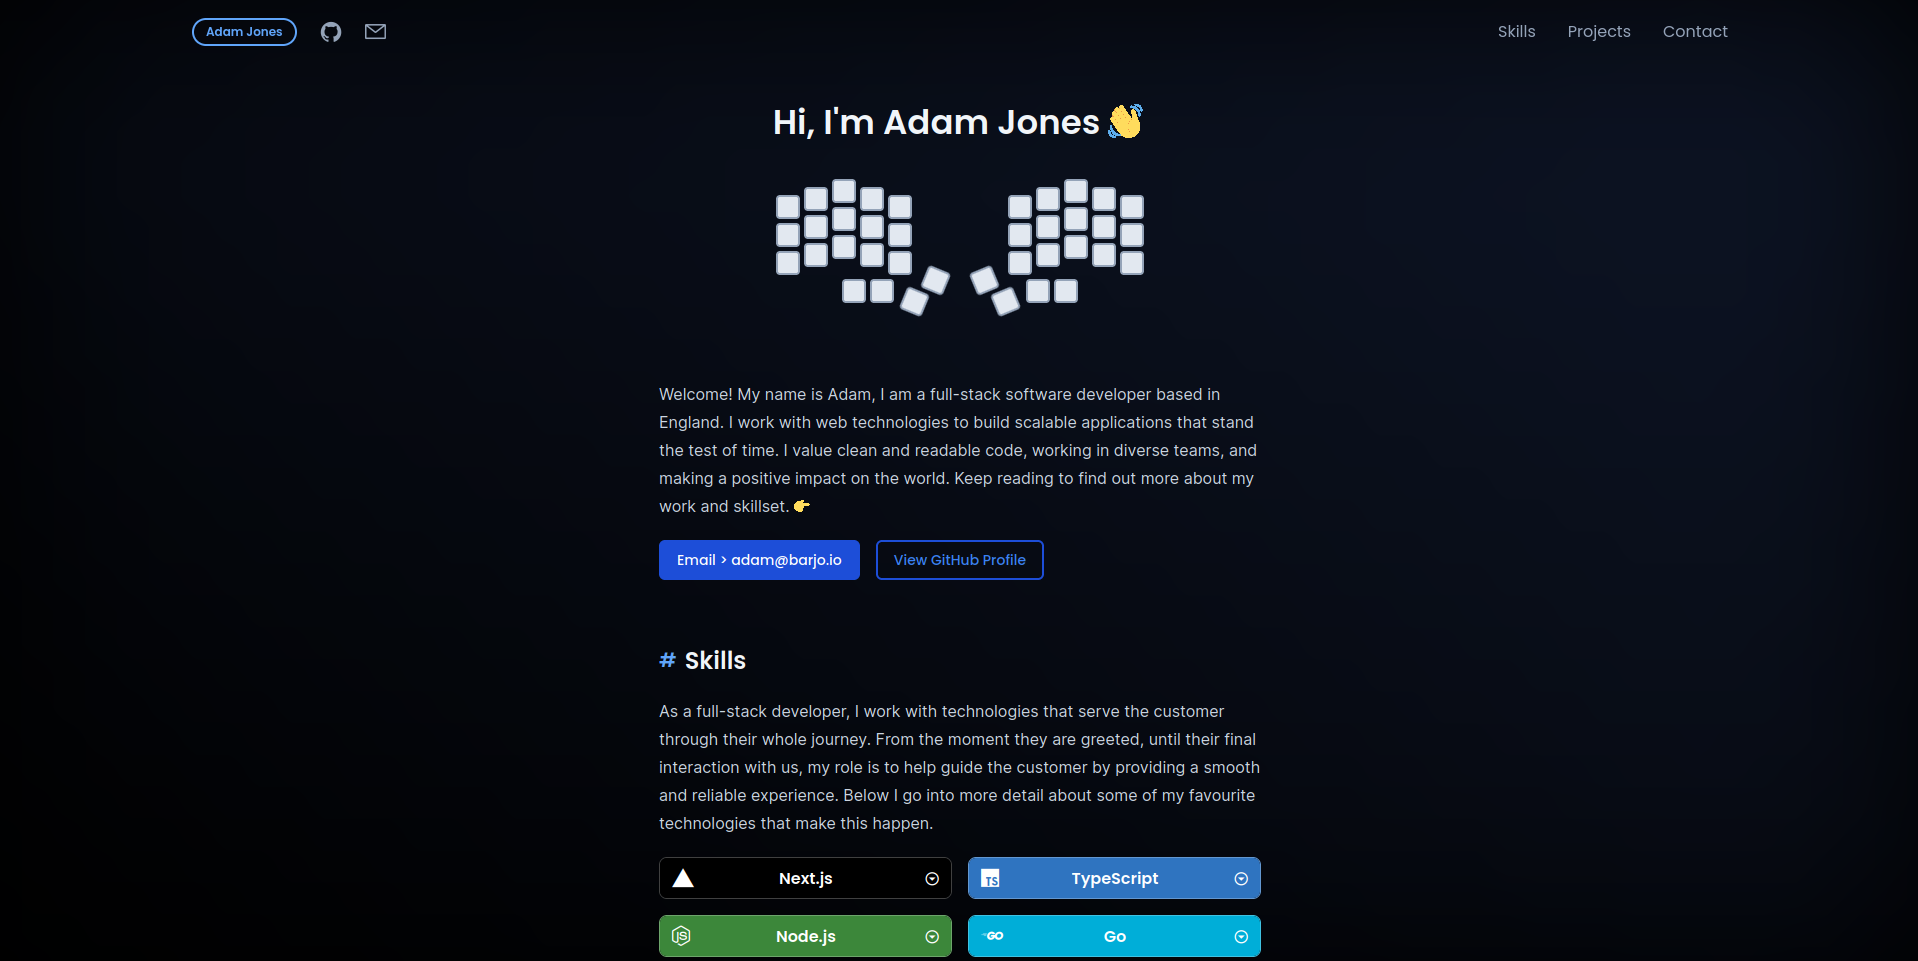 Adam Jones
Skills
Projects
Contact
Hi, I'm Adam Jones 👋
Welcome! My name is Adam, I am a full-stack software developer based in
England. I work with web technologies to build scalable applications that stand
the test of time. I value clean and readable code, working in diverse teams, and
making a positive impact on the world. Keep reading to find out more about my
work and skillset. 👉
Email > adam@barjo.io
View GitHub Profile
# Skills
As a full-stack developer, I work with technologies that serve the customer
through their whole journey. From the moment they are greeted, until their final
interaction with us, my role is to help guide the customer by providing a smooth
and reliable experience. Below I go into more detail about some of my favourite
technologies that make this happen.
Next.js
TS TypeScript
JS Node.js
GO Go